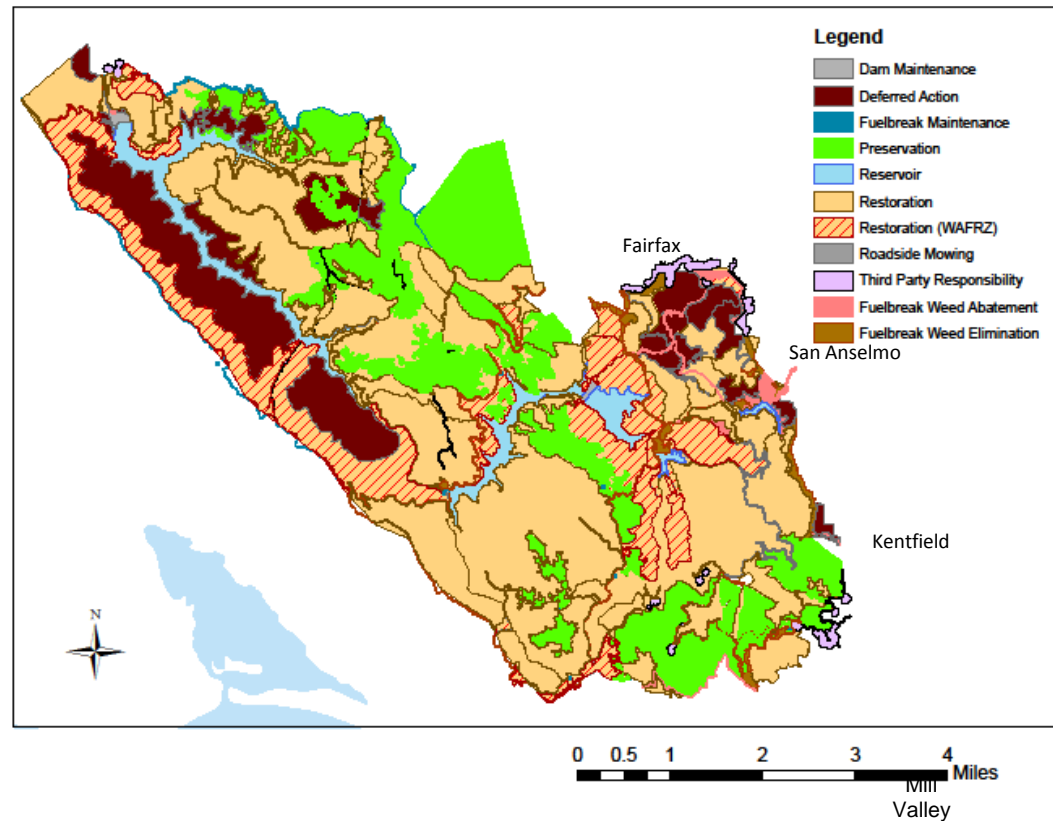 Legend
Dam Maintenance
Deferred Action
Fuelbreak Maintenance
Preservation
Reservoir
Restoration
Restoration (WAFRZ)
Roadside Mowing
Third Party Responsibility
Fuelbreak Weed Abatement
Fuelbreak Weed Elimination
Fairfax
San Anselmo
Kentfield
N
0 0.5 1 2 3 4
Miles
Mill
Valley